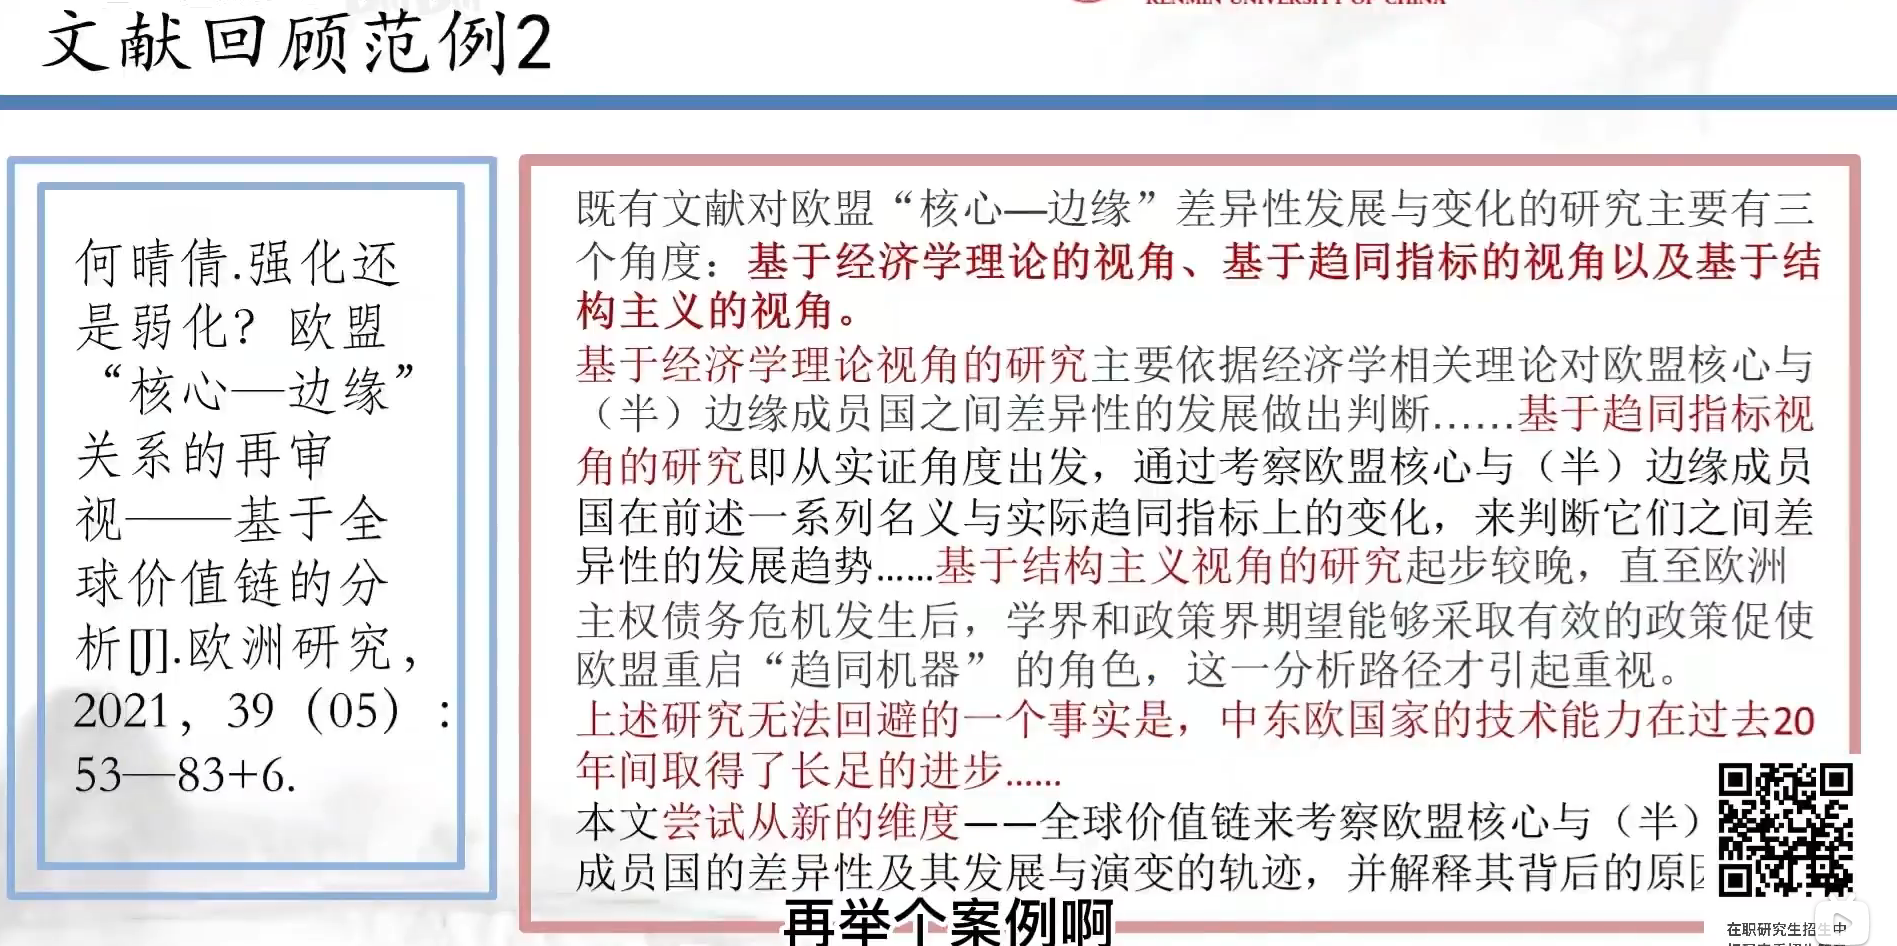 RENMIN UNIVERSITY OF CHINA
文献回顾范例2
何晴倩.强化还
是弱化？欧盟
“核心—边缘”
关系的再审
视——基于全
球价值链的分
析[J].欧洲研究，
2021，39（05）：
53—83+6.
既有文献对欧盟“核心—边缘”差异性发展与变化的研究主要有三
个角度：基于经济学理论的视角、基于趋同指标的视角以及基于结
构主义的视角。
基于经济学理论视角的研究主要依据经济学相关理论对欧盟核心与
（半）边缘成员国之间差异性的发展做出判断……基于趋同指标视
角的研究即从实证角度出发，通过考察欧盟核心与（半）边缘成员
国在前述一系列名义与实际趋同指标上的变化，来判断它们之间差
异性的发展趋势……基于结构主义视角的研究起步较晚，直至欧洲
主权债务危机发生后，学界和政策界期望能够采取有效的政策促使
欧盟重启“趋同机器” 的角色，这一分析路径才引起重视。
上述研究无法回避的一个事实是，中东欧国家的技术能力在过去20
年间取得了长足的进步……
本文尝试从新的维度——全球价值链来考察欧盟核心与（半）
成员国的差异性及其发展与演变的轨迹，并解释其背后的原
再举个案例啊
在职研究生招生中